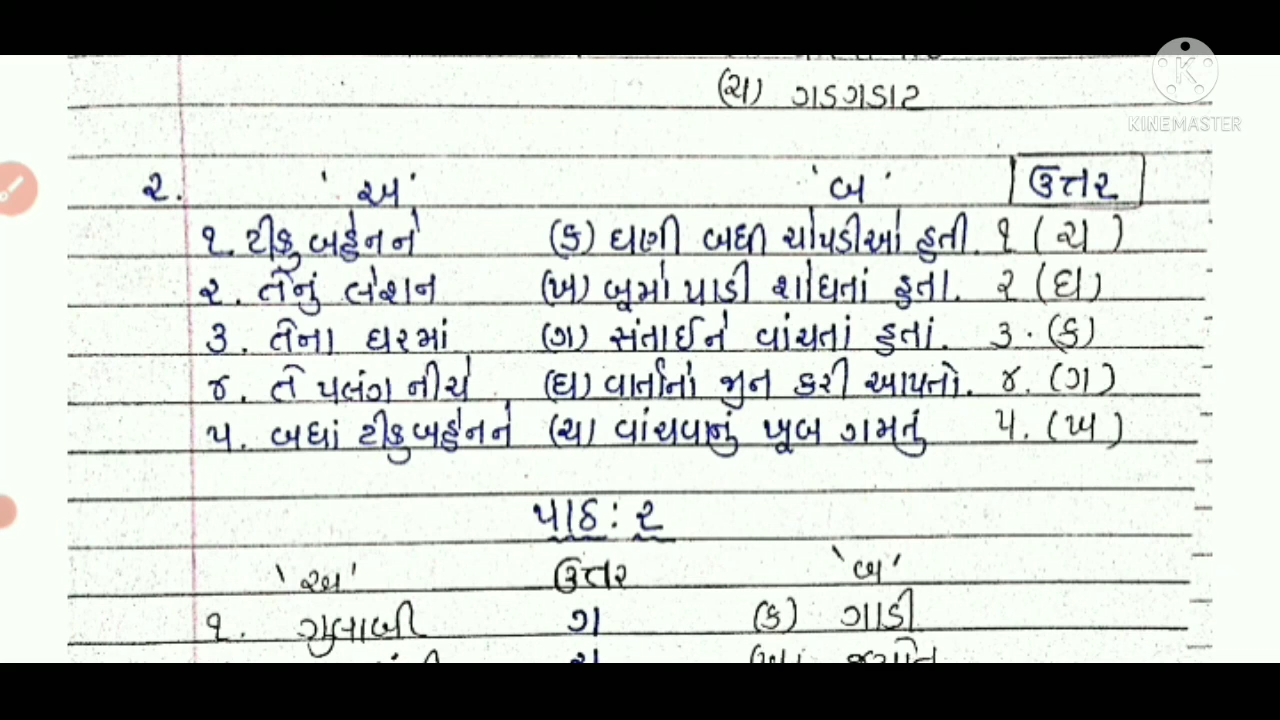 (ચ) ગડગડાટ
KINEMASTER
૨. 'અ' 'બ' ઉત્તર
૧. ટીકુ બહેનને (ક) ઘણી બધી ચોપડીઓ હતી. ૧ (ચ)
૨. તેનું લેશન (ખ) બૂમો પાડી શોધતાં હતા. ૨ (ઘ)
૩. તેના ઘરમાં (ગ) સંતાઈને વાંચતાં હતાં. ૩. (ક)
૪. તે પલંગ નીચે (ઘ) વાર્તાનો જીન કરી આપતો. ૪. (ગ)
૫. બધાં ટીકુબહેનને (ચ) વાંચવાનું ખૂબ ગમતું ૫. (ખ)
પાઠ : ૨
'અ' ઉત્તર 'બ'
૧. ગુલાબી ગ (ક) ગાડી